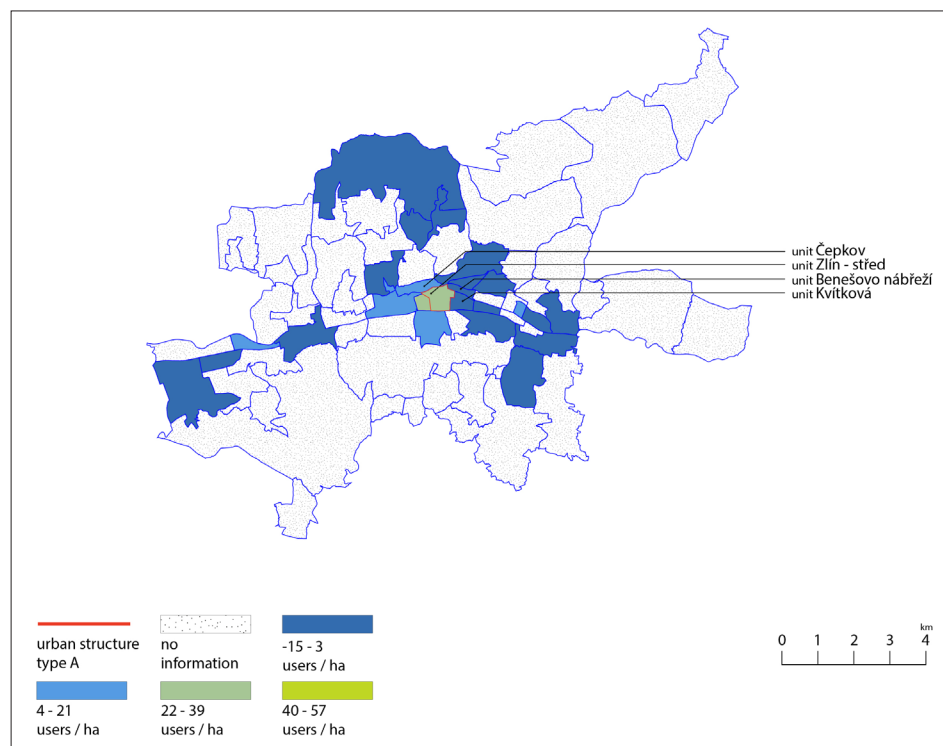 unit Čepkov
unit Zlín - střed
unit Benešovo nábřeží
unit Kvítková
urban structure
type A
no
information
-15 - 3
users / ha
4 - 21
users / ha
22 - 39
users / ha
40 - 57
users / ha
km
0 1 2 3 4